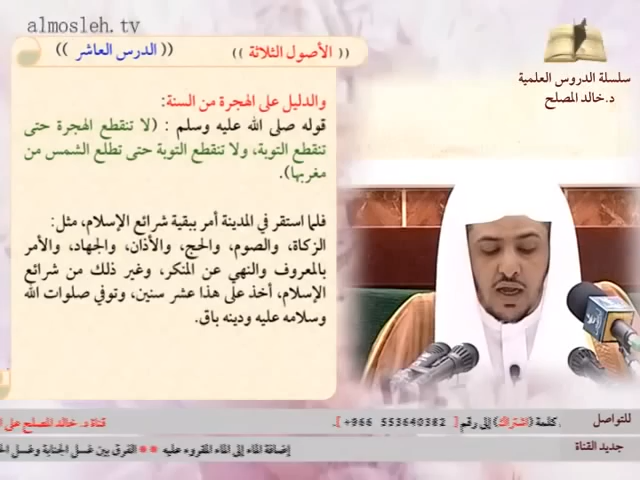 almosleh.tv
(( الأصول الثلاثة ))
(( الدرس العاشر ))
سلسلة الدروس العلمية
د.خالد المصلح
والدليل على الهجرة من السنة:
قوله صلى الله عليه وسلم : (لا تنقطع الهجرة حتى
تنقطع التوبة، ولا تنقطع التوبة حتى تطلع الشمس من
مغربها).
فلما استقر في المدينة أمر ببقية شرائع الإسلام، مثل:
الزكاة، والصوم، والحج، والأذان، والجهاد، والأمر
بالمعروف والنهي عن المنكر، وغير ذلك من شرائع
الإسلام، أخذ على هذا عشر سنين، وتوفي صلوات الله
وسلامه عليه ودينه باق.
للتواصل
كلمة (اشتراك) إلى رقم [ 553640382 966+ ].
قناة د. خالد المصلح على
جديد القناة
إضافة الماء إلى الماء المقروء عليه ** الفرق بين غسل الجنابة وغسل